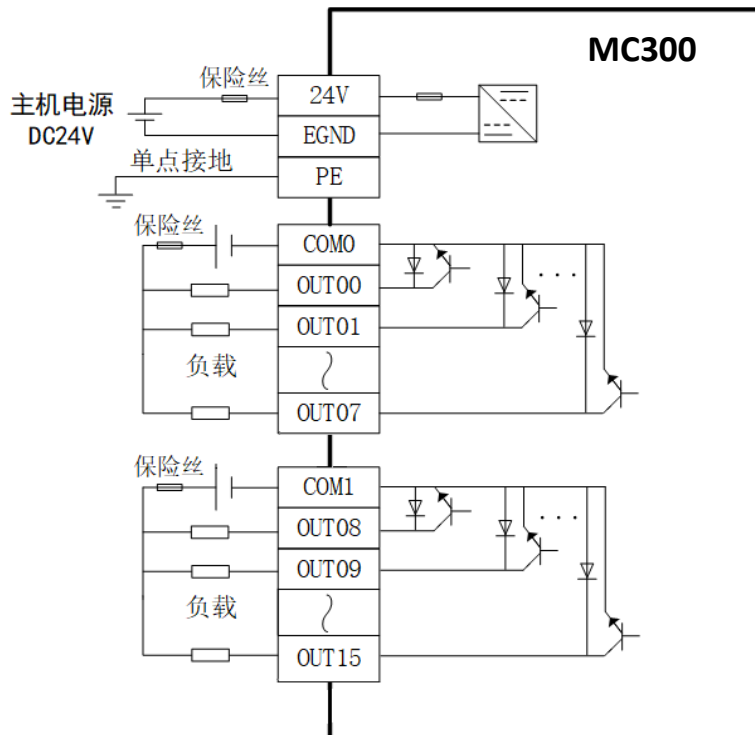 MC300
保险丝
24V
主机电源
DC24V
EGND
单点接地
PE
保险丝
COM0
OUT00
OUT01
···
负载
OUT07
保险丝
COM1
OUT08
OUT09
···
负载
OUT15